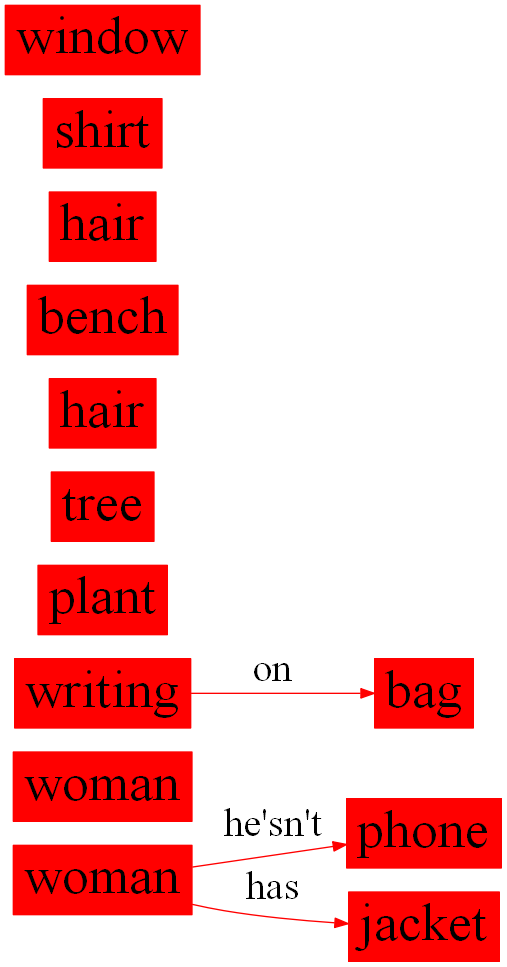 window
shirt
hair
bench
hair
tree
plant
writing on bag
woman
woman he'sn't phone
has jacket